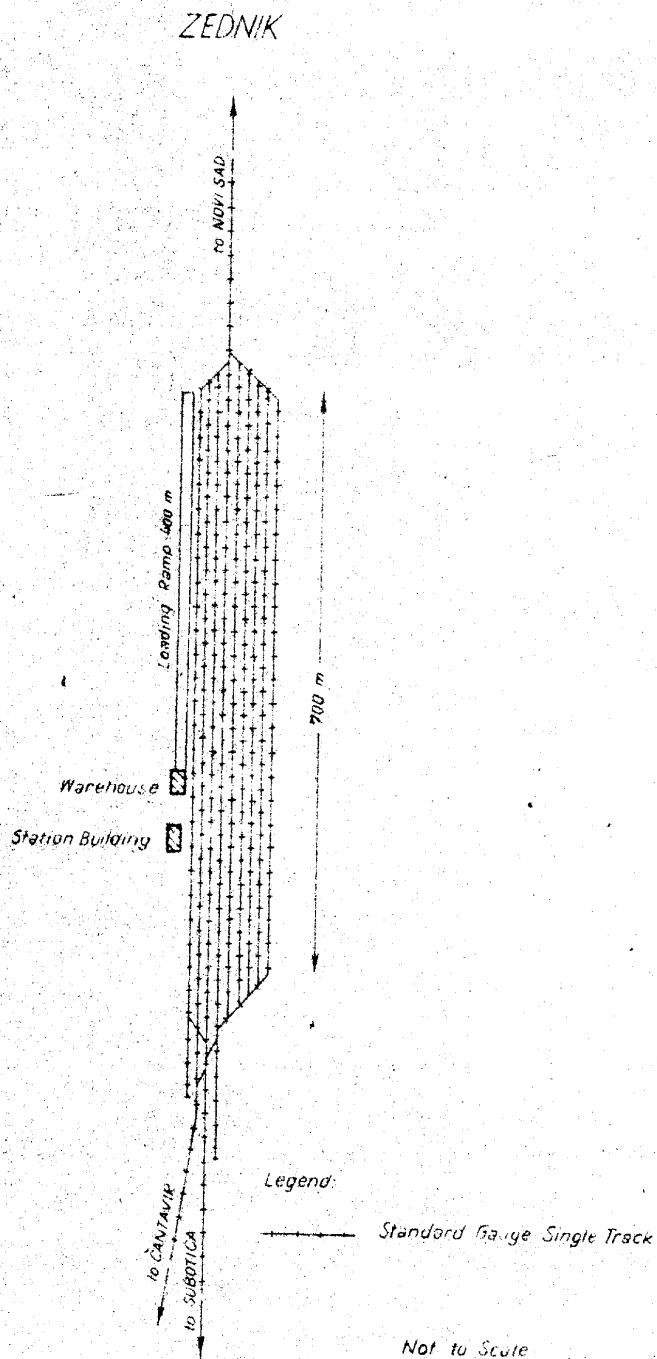 ZEDNIK
to NOVI SAD
Loading Ramp 400 m
700 m
Warehouse
Station Building
Legend:
to ČANTAVIR
to SUBOTICA
Standard Gauge Single Track
Not to Scale